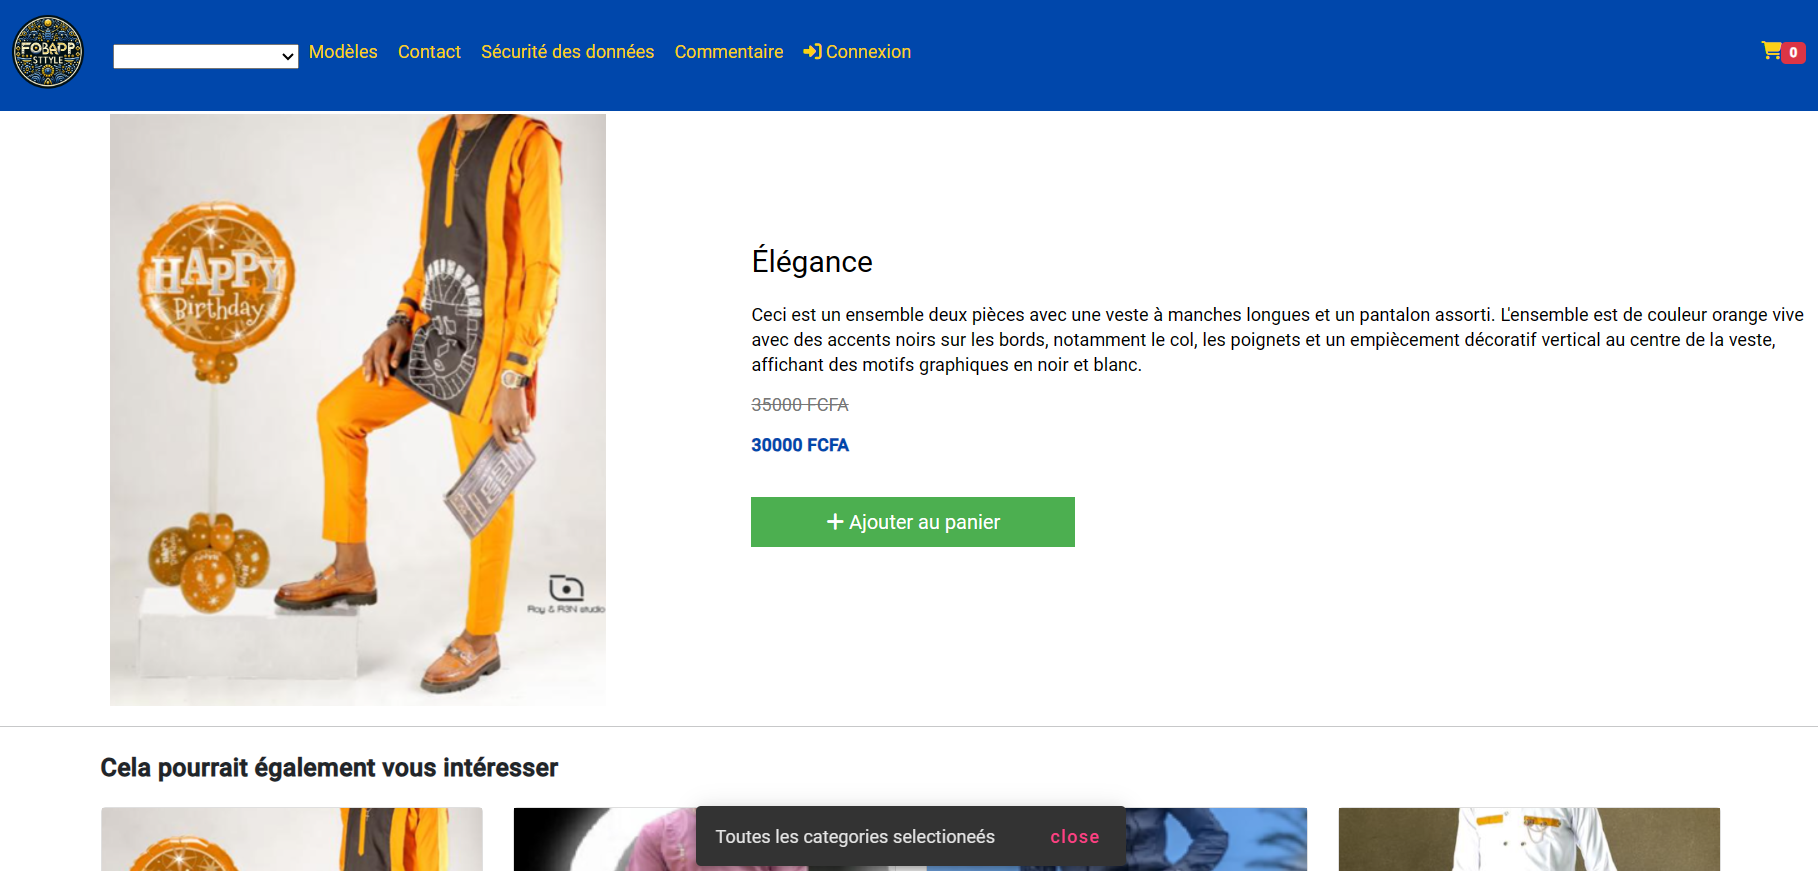 FOBAPP
STTYLE
Modèles
Contact
Sécurité des données
Commentaire
Connexion
0
HAPPY
Birthday
Roy & R3N studio
Élégance
Ceci est un ensemble deux pièces avec une veste à manches longues et un pantalon assorti. L'ensemble est de couleur orange vive
avec des accents noirs sur les bords, notamment le col, les poignets et un empiècement décoratif vertical au centre de la veste,
affichant des motifs graphiques en noir et blanc.
35000 FCFA
30000 FCFA
+ Ajouter au panier
Cela pourrait également vous intéresser
Toutes les categories selectioneés
close